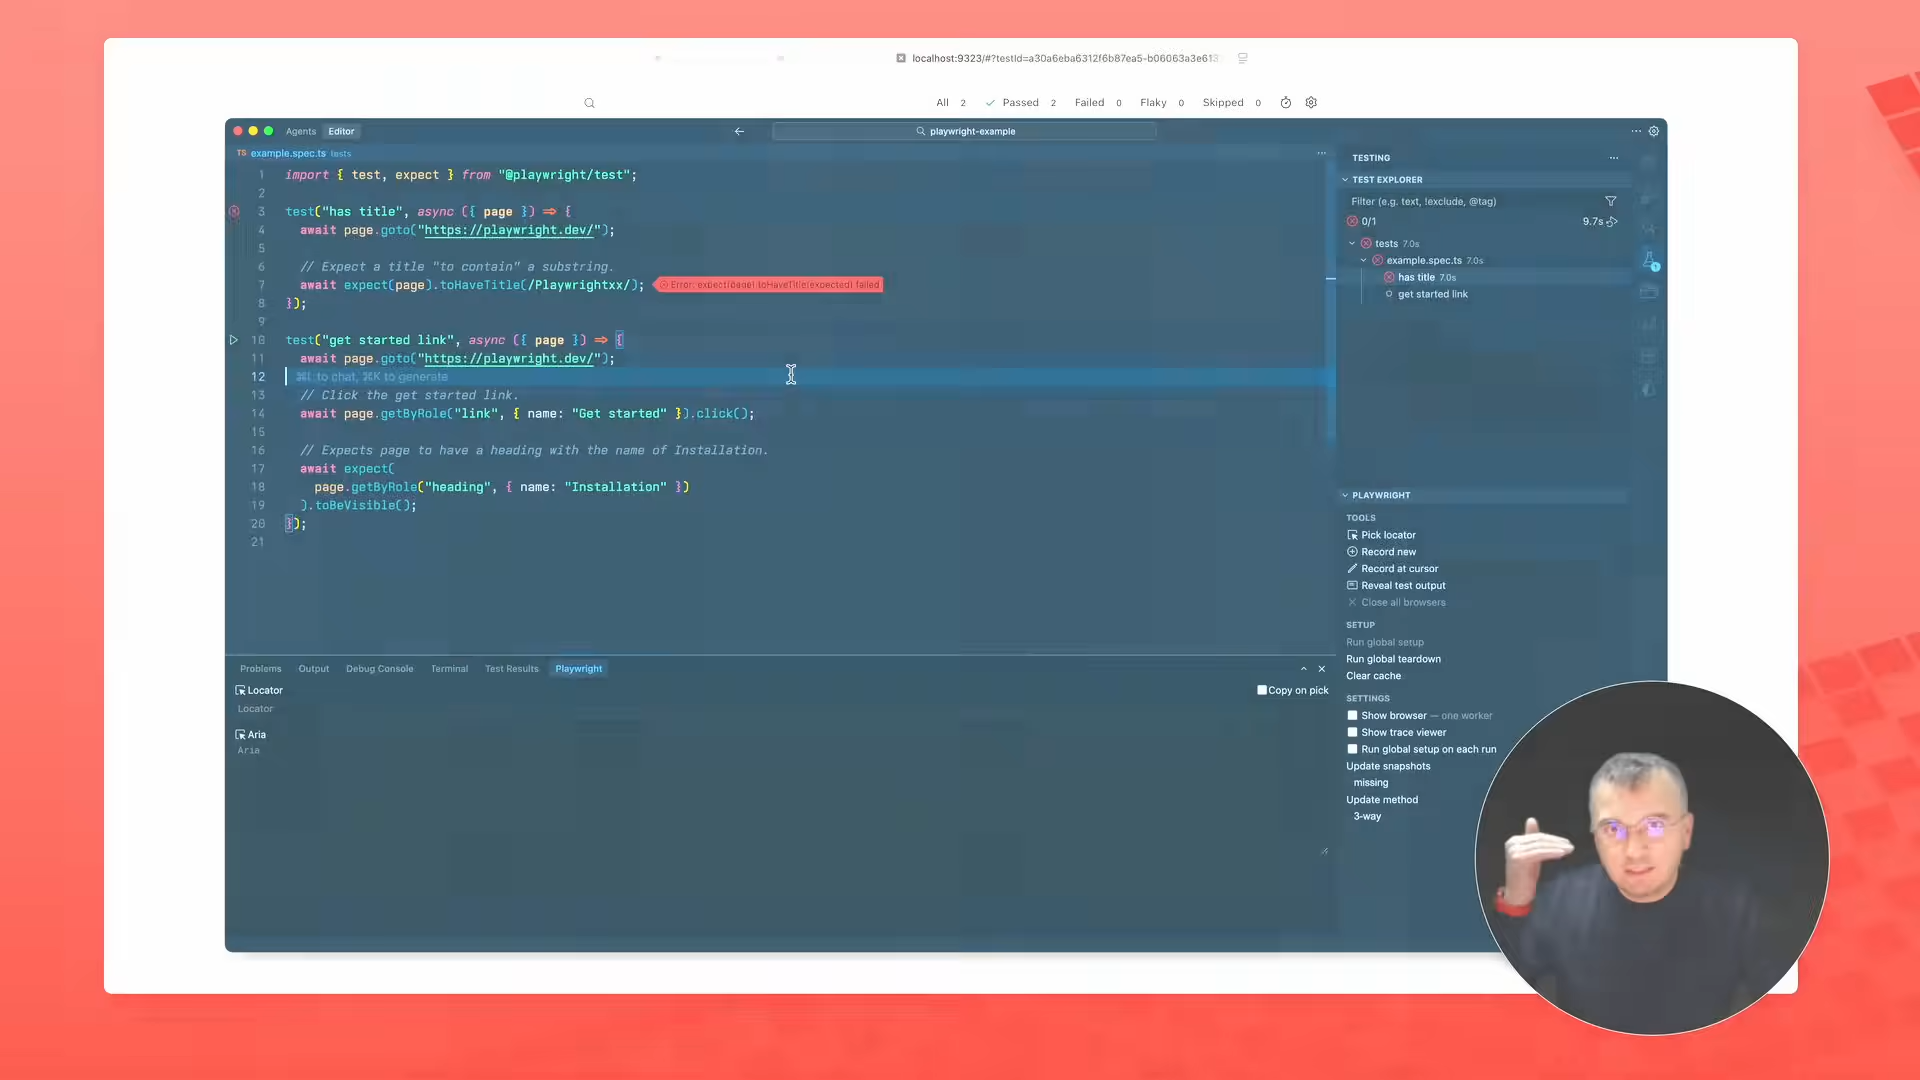 localhost:9323/#?testId=a30a6eba6312f6b87ea5-b06063a3e613
All 2 Passed 2 Failed 0 Flaky 0 Skipped 0
Agents Editor playwright-example
TS example.spec.ts tests
1 import { test, expect } from "@playwright/test";
2
3 test("has title", async ({ page }) => {
4 await page.goto("https://playwright.dev/");
5
6 // Expect a title "to contain" a substring.
7 await expect(page).toHaveTitle(/Playwrightxx/); Error: expect(page).toHaveTitle(expected) failed
8 });
9
10 test("get started link", async ({ page }) => {
11 await page.goto("https://playwright.dev/");
12 ⌘L to chat, ⌘K to generate
13 // Click the get started link.
14 await page.getByRole("link", { name: "Get started" }).click();
15
16 // Expects page to have a heading with the name of Installation.
17 await expect(
18 page.getByRole("heading", { name: "Installation" })
19 ).toBeVisible();
20 });
21
TESTING
TEST EXPLORER
Filter (e.g. text, !exclude, @tag)
0/1 9.7s
tests 7.0s
example.spec.ts 7.0s
has title 7.0s
get started link
PLAYWRIGHT
TOOLS
Pick locator
Record new
Record at cursor
Reveal test output
Close all browsers
SETUP
Run global setup
Run global teardown
Clear cache
SETTINGS
Show browser — one worker
Show trace viewer
Run global setup on each run
Update snapshots
missing
Update method
3-way
Problems Output Debug Console Terminal Test Results Playwright
Locator Copy on pick
Locator
Aria
Aria